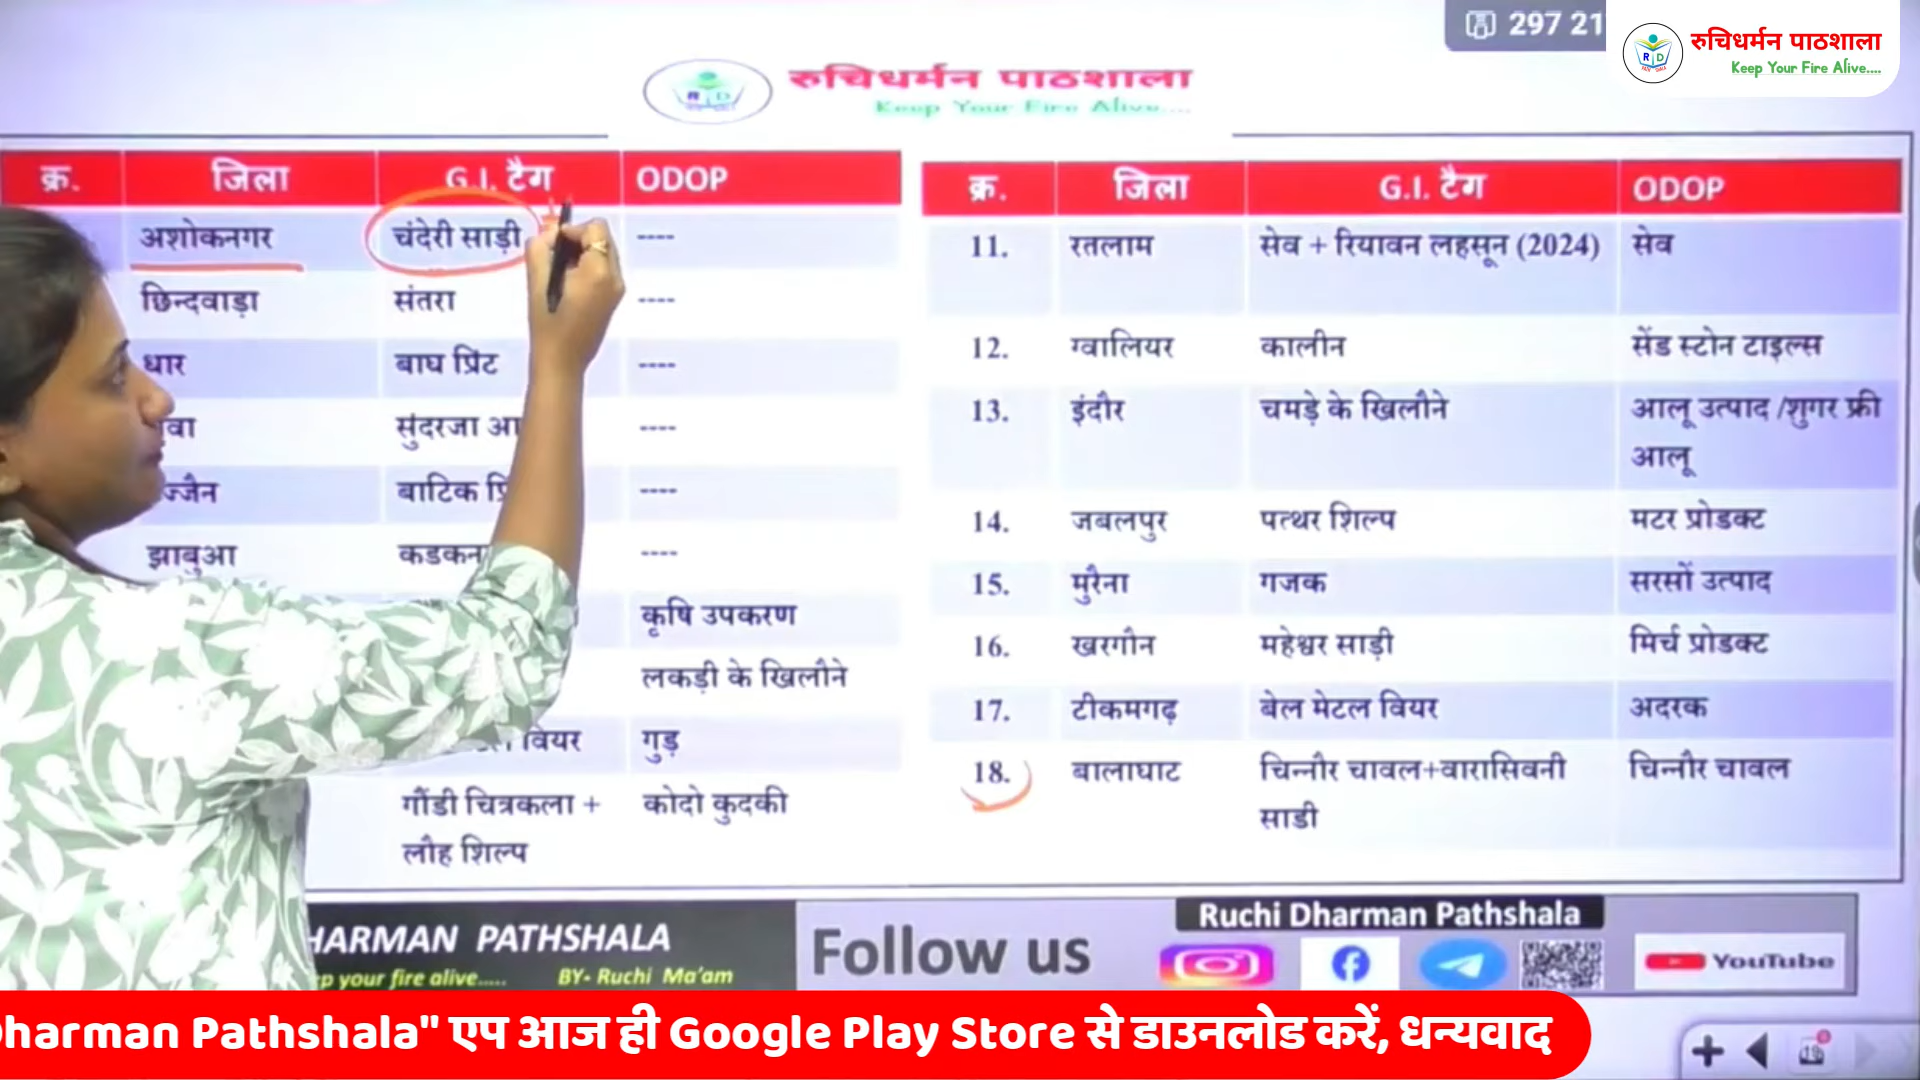 297 21
रुचिधर्मन पाठशाला
Keep Your Fire Alive....
रुचिधर्मन पाठशाला
Keep Your Fire Alive....
क्र. जिला G.I. टैग ODOP
अशोकनगर चंदेरी साड़ी ----
छिन्दवाड़ा संतरा ----
धार बाघ प्रिंट ----
सुंदरजा ----
बाटिक ----
झाबुआ ----
कृषि उपकरण
लकड़ी के खिलौने
वियर गुड़
गौंडी चित्रकला + कोदो कुदकी
लौह शिल्प
क्र. जिला G.I. टैग ODOP
11. रतलाम सेव + रियावन लहसून (2024) सेव
12. ग्वालियर कालीन सेंड स्टोन टाइल्स
13. इंदौर चमड़े के खिलौने आलू उत्पाद /शुगर फ्री
आलू
14. जबलपुर पत्थर शिल्प मटर प्रोडक्ट
15. मुरैना गजक सरसों उत्पाद
16. खरगौन महेश्वर साड़ी मिर्च प्रोडक्ट
17. टीकमगढ़ बेल मेटल वियर अदरक
18. बालाघाट चिन्नौर चावल+वारासिवनी चिन्नौर चावल
साडी
PATHSHALA
your fire alive..... BY- Ruchi Ma'am
Follow us
Ruchi Dharman Pathshala
YouTube
Pathshala" एप आज ही Google Play Store से डाउनलोड करें, धन्यवाद